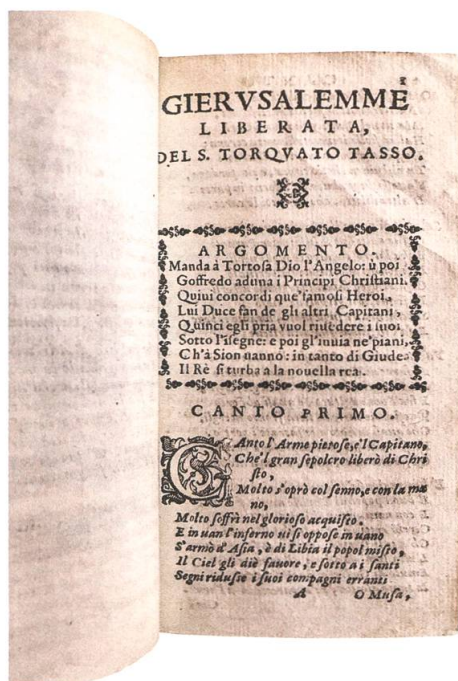 GIERVSALEMME
LIBERATA,
DEL S. TORQVATO TASSO.
ARGOMENTO.
Manda à Tortosa Dio l'Angelo: ù poi
Goffredo aduna i Principi Christiani.
Quiui concordi que' famosi Heroi,
Lui Duce fan de gli altri Capitani,
Quinci egli pria vuol riuedere i suoi
Sotto l'isegne: e poi gl'inuia ne'piani,
Ch'à Sion uanno: in tanto di Giude-
Il Rè si turba a la nouella rea.
CANTO PRIMO.
CAnto l'Arme pietose, e'l Capitano,
Che'l gran sepolcro liberò di Chri
sto,
Molto s'oprò col senno, e con la ma
no,
Molto soffrì nel glorioso acquisto.
E in uan l'inferno ui si oppose in uano
S'armò d'Asia, è di Libia il popol misto,
Il Ciel gli diè fauore, e sotto a i santi
Segni ridusse i suoi compagni erranti
A O Musa,